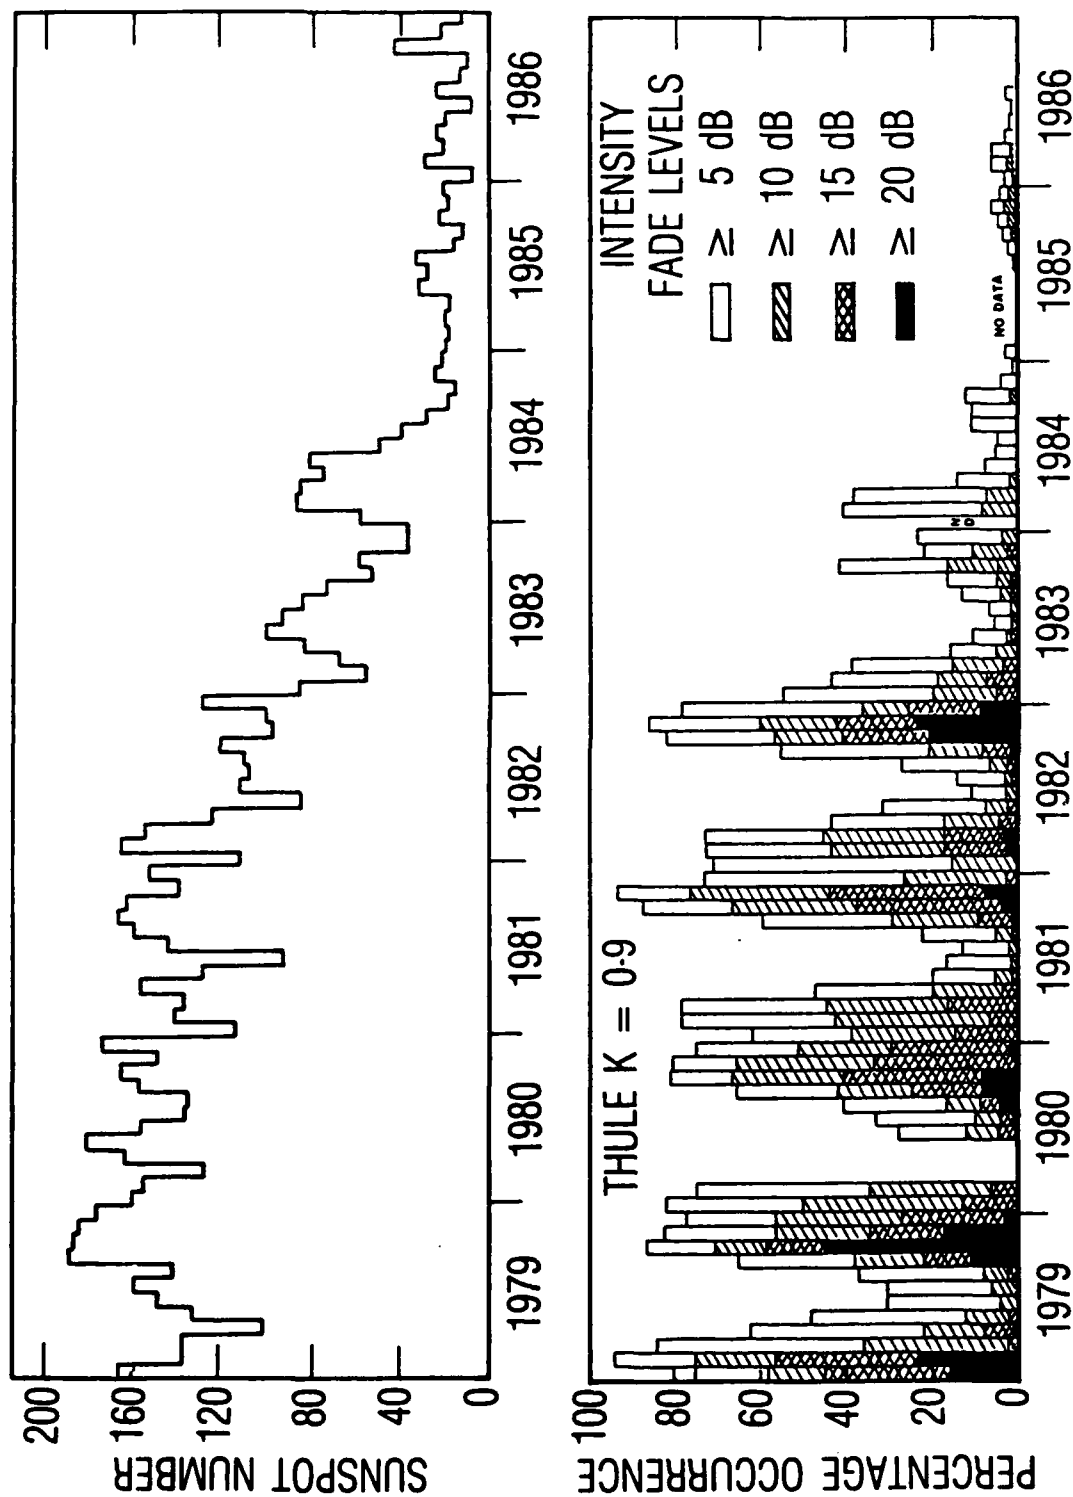 SUNSPOT NUMBER
200
160
120
80
40
0
1979
1980
1981
1982
1983
1984
1985
1986
PERCENTAGE OCCURRENCE
100
80
60
40
20
0
THULE K = 0.9
INTENSITY
FADE LEVELS
≥ 5 dB
≥ 10 dB
≥ 15 dB
≥ 20 dB
N
D
NO DATA
1979
1980
1981
1982
1983
1984
1985
1986